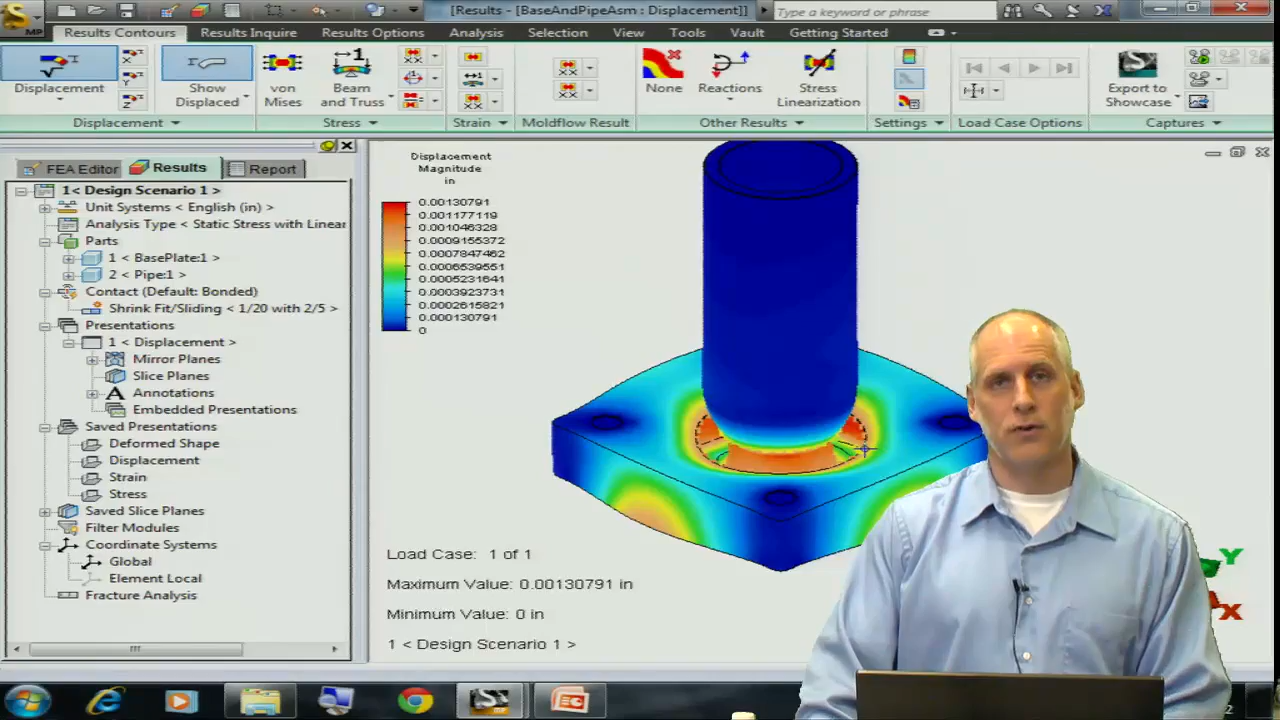 [Results - [BaseAndPipeAsm : Displacement]]
Type a keyword or phrase
MP
Results Contours
Results Inquire
Results Options
Analysis
Selection
View
Tools
Vault
Getting Started
Displacement
Show
Displaced
von
Mises
Beam
and Truss
None
Reactions
Stress
Linearization
Export to
Showcase
Displacement
Stress
Strain
Moldflow Result
Other Results
Settings
Load Case Options
Captures
FEA Editor
Results
Report
1< Design Scenario 1 >
Unit Systems < English (in) >
Analysis Type < Static Stress with Linear
Parts
1 < BasePlate:1 >
2 < Pipe:1 >
Contact (Default: Bonded)
Shrink Fit/Sliding < 1/20 with 2/5 >
Presentations
1 < Displacement >
Mirror Planes
Slice Planes
Annotations
Embedded Presentations
Saved Presentations
Deformed Shape
Displacement
Strain
Stress
Saved Slice Planes
Filter Modules
Coordinate Systems
Global
Element Local
Fracture Analysis
Displacement
Magnitude
in
0.00130791
0.001177119
0.001046328
0.0009155372
0.0007847462
0.0006539551
0.0005231641
0.0003923731
0.0002615821
0.000130791
0
Load Case: 1 of 1
Maximum Value: 0.00130791 in
Minimum Value: 0 in
1 < Design Scenario 1 >
Y
X